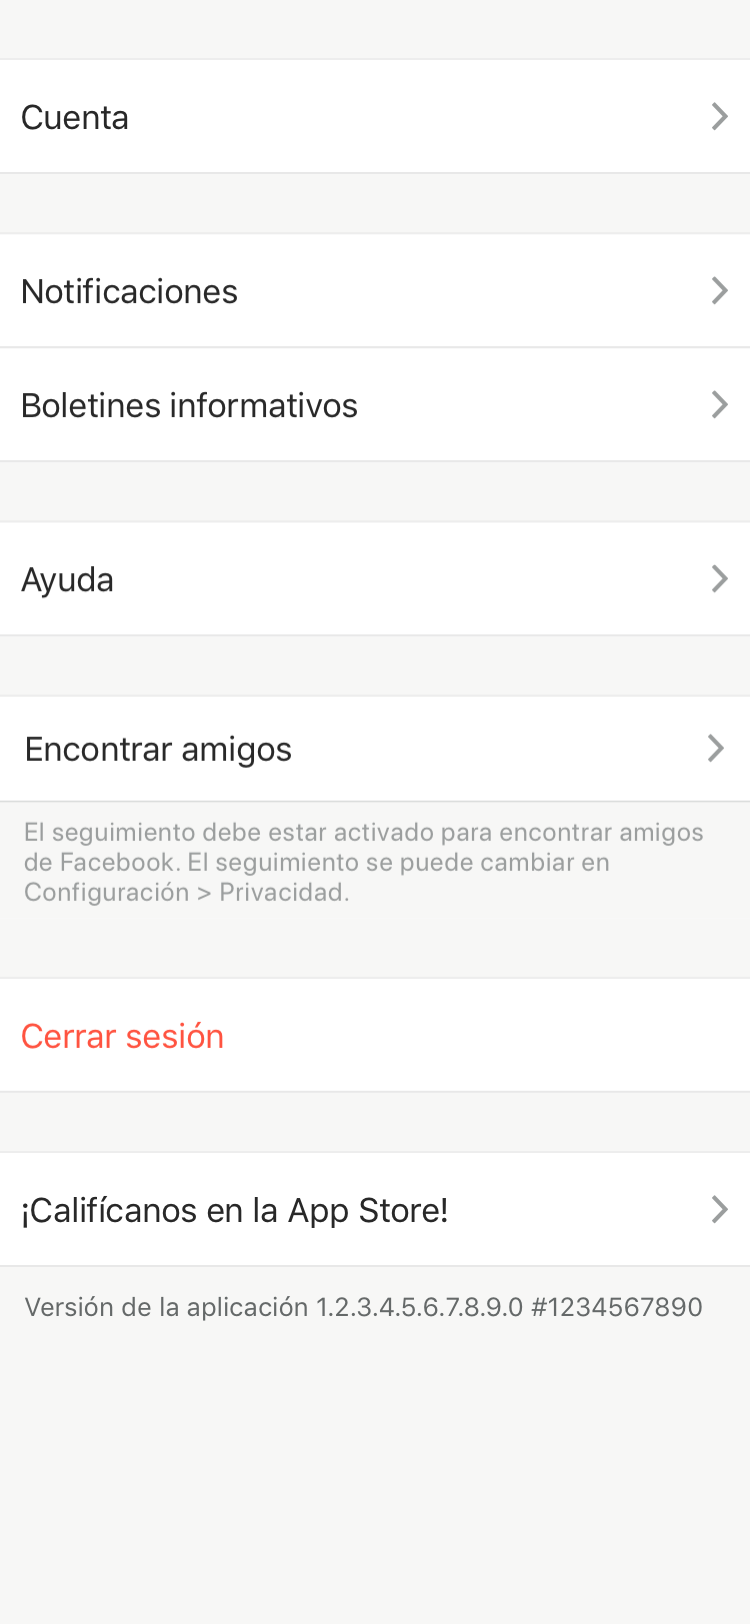 Cuenta
Notificaciones
Boletines informativos
Ayuda
Encontrar amigos
El seguimiento debe estar activado para encontrar amigos
de Facebook. El seguimiento se puede cambiar en
Configuración > Privacidad.
Cerrar sesión
¡Califícanos en la App Store!
Versión de la aplicación 1.2.3.4.5.6.7.8.9.0 #1234567890